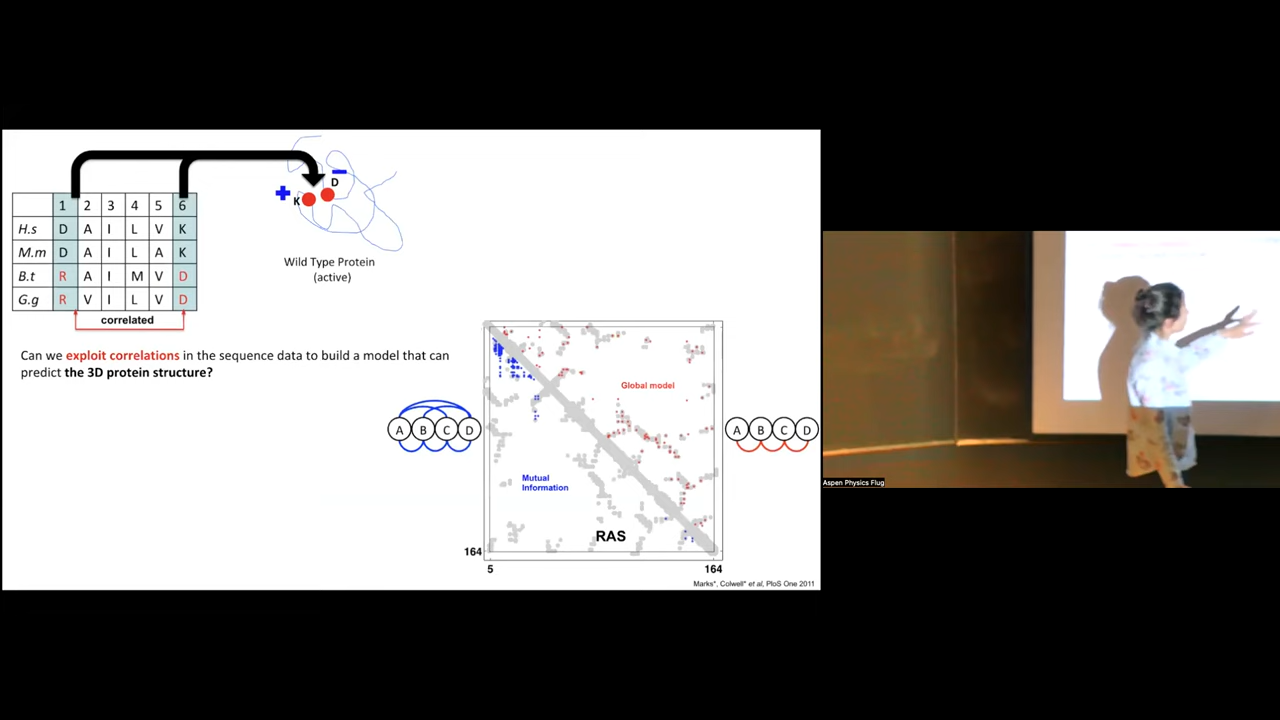 1 2 3 4 5 6
H.s D A I L V K
M.m D A I L A K
B.t R A I M V D
G.g R V I L V D
correlated
+
K
D
Wild Type Protein
(active)
Can we exploit correlations in the sequence data to build a model that can
predict the 3D protein structure?
A B C D
Global model
Mutual
Information
RAS
164
5
164
A B C D
Marks*, Colwell* et al, PloS One 2011
Aspen Physics Flug